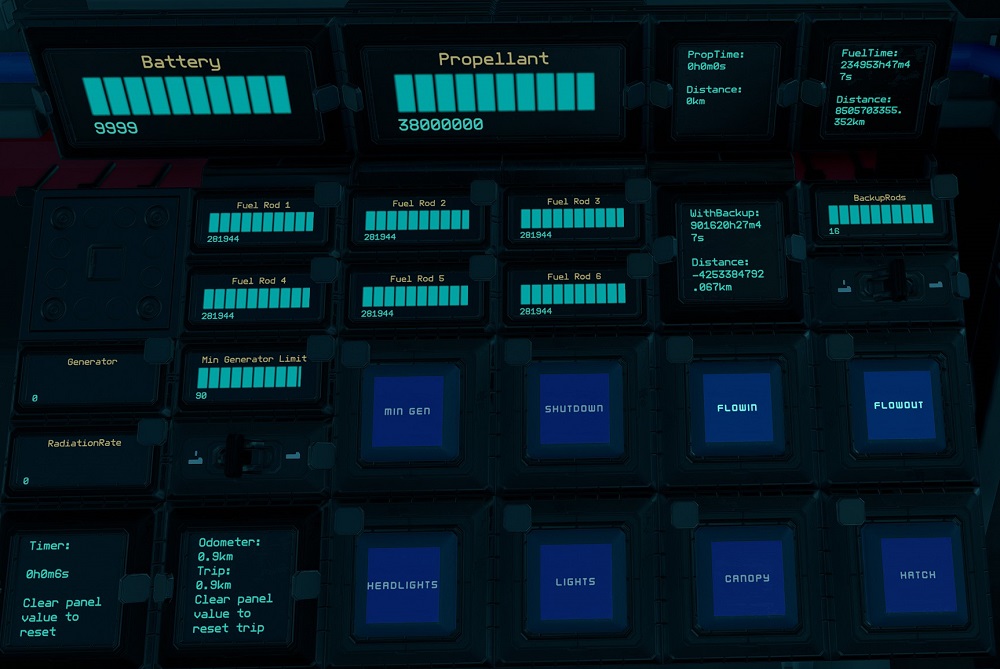 Battery
9999
Propellant
38000000
PropTime:
0h0m0s
Distance:
0km
FuelTime:
234953h47m4
7s
Distance:
8505703355.
352km
Fuel Rod 1
281944
Fuel Rod 2
281944
Fuel Rod 3
281944
WithBackup:
901620h27m4
7s
Distance:
-4253384792
.067km
BackupRods
16
Fuel Rod 4
281944
Fuel Rod 5
281944
Fuel Rod 6
281944
Generator
0
Min Generator Limit
90
MIN GEN
SHUTDOWN
FLOWIN
FLOWOUT
RadiationRate
0
Timer:
0h0m6s
Clear panel
value to
reset
Odometer:
0.9km
Trip:
0.9km
Clear panel
value to
reset trip
HEADLIGHTS
LIGHTS
CANOPY
HATCH